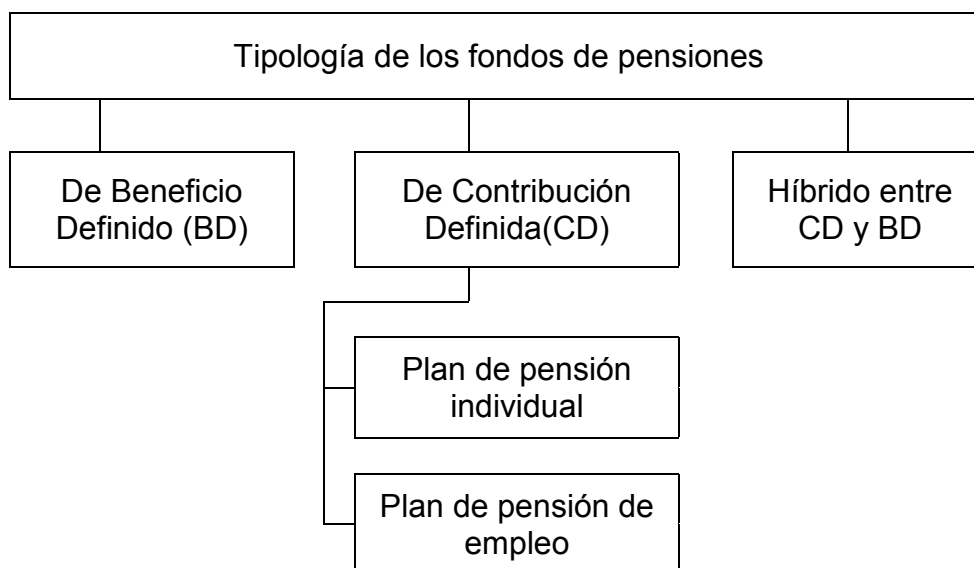 Tipología de los fondos de pensiones
De Beneficio
Definido (BD)
De Contribución
Definida(CD)
Híbrido entre
CD y BD
Plan de pensión
individual
Plan de pensión de
empleo